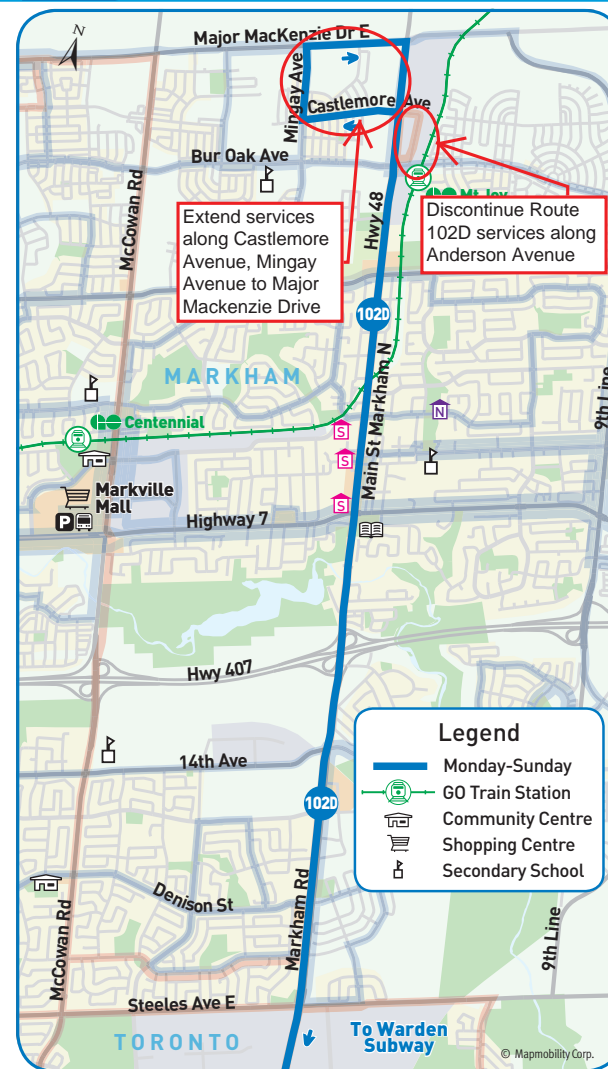 N
Major MacKenzie Dr E
Mingay Ave
Castlemore Ave
Bur Oak Ave
McCowan Rd
Hwy 48
Mt Joy
Extend services
along Castlemore
Avenue, Mingay
Avenue to Major
Mackenzie Drive
Discontinue Route
102D services along
Anderson Avenue
102D
MARKHAM
Main St Markham N
9th Line
N
Centennial
S
S
S
Markville
Mall
P
Highway 7
Hwy 407
14th Ave
102D
Legend
Monday-Sunday
GO Train Station
Community Centre
Shopping Centre
Secondary School
Denison St
Markham Rd
McCowan Rd
9th Line
Steeles Ave E
TORONTO
To Warden
Subway
© Mapmobility Corp.